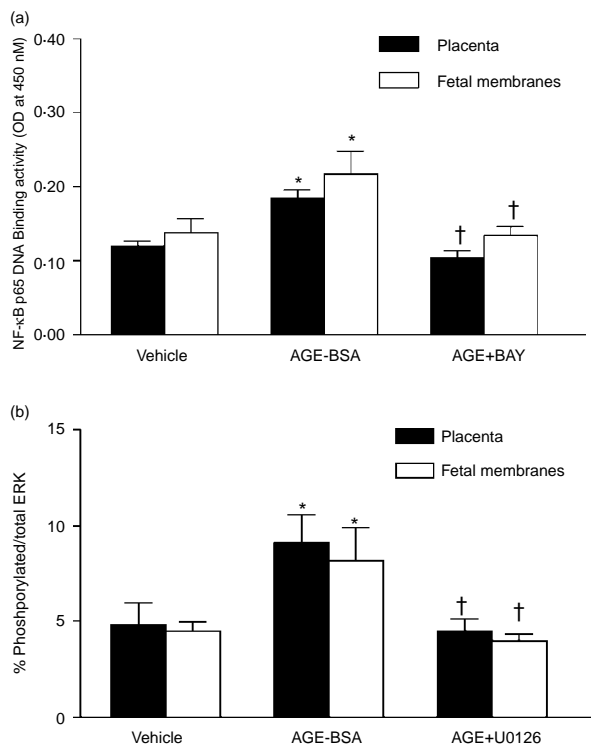 (a)
NF-κB p65 DNA Binding activity (OD at 450 nM)
0·40
0·30
0·20
0·10
0·00
Placenta
Fetal membranes
*
*
†
†
Vehicle
AGE-BSA
AGE+BAY
(b)
% Phoshporylated/total ERK
15
10
5
0
Placenta
Fetal membranes
*
*
†
†
Vehicle
AGE-BSA
AGE+U0126